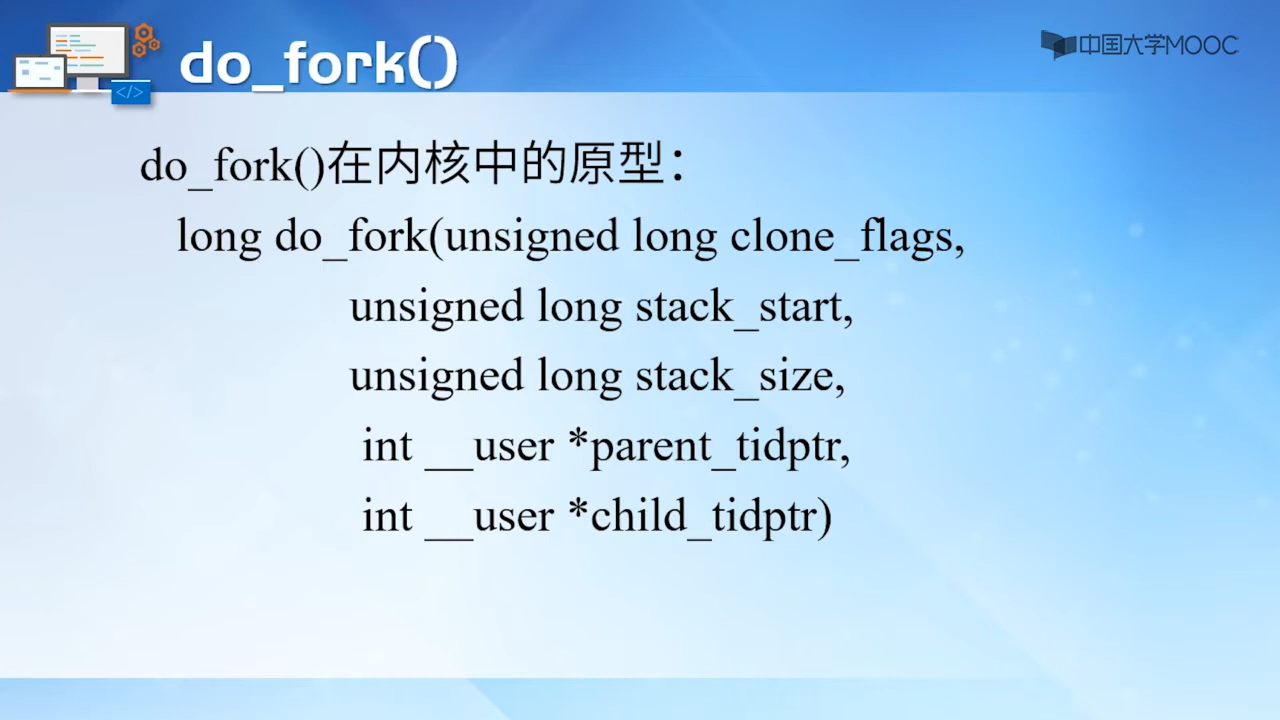 do_fork()
中国大学MOOC
</>
do_fork()在内核中的原型：
long do_fork(unsigned long clone_flags,
unsigned long stack_start,
unsigned long stack_size,
int __user *parent_tidptr,
int __user *child_tidptr)